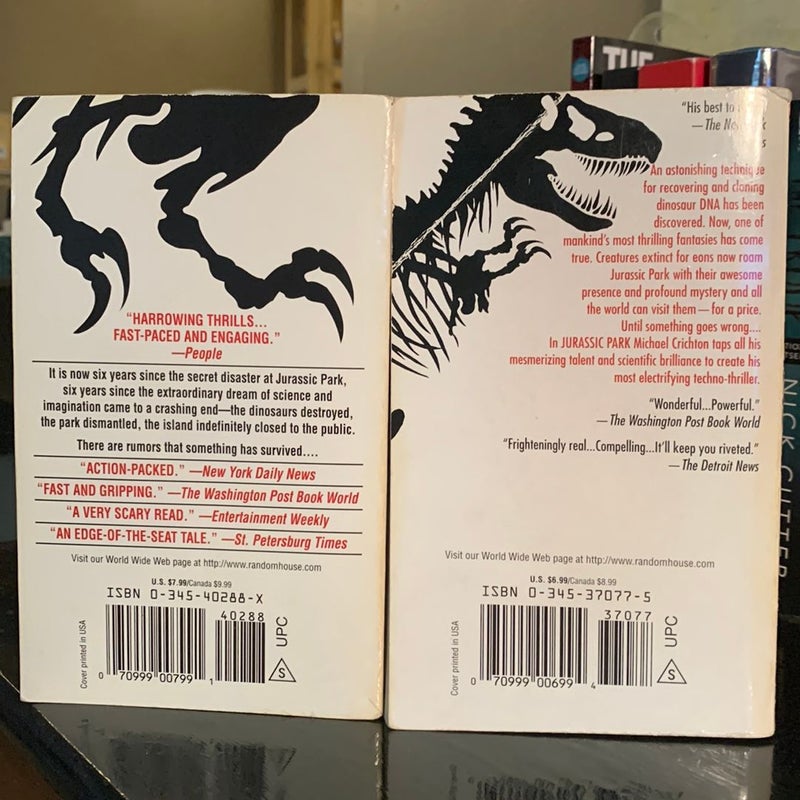 "HARROWING THRILLS...
FAST-PACED AND ENGAGING."
—People
It is now six years since the secret disaster at Jurassic Park,
six years since the extraordinary dream of science and
imagination came to a crashing end—the dinosaurs destroyed,
the park dismantled, the island indefinitely closed to the public.
There are rumors that something has survived....
"ACTION-PACKED." —New York Daily News
"FAST AND GRIPPING." —The Washington Post Book World
"A VERY SCARY READ." —Entertainment Weekly
"AN EDGE-OF-THE-SEAT TALE." —St. Petersburg Times
Visit our World Wide Web page at http://www.randomhouse.com
U.S. $7.99/Canada $9.99
ISBN 0-345-40288-X
40288
Cover printed in USA
UPC
0 70999 00799 1
S
"His best
—The
An astonishing technique
for recovering and cloning
dinosaur DNA has been
discovered. Now, one of
mankind's most thrilling fantasies has come
true. Creatures extinct for eons now roam
Jurassic Park with their awesome
presence and profound mystery and all
the world can visit them—for a price.
Until something goes wrong....
In JURASSIC PARK Michael Crichton taps all his
mesmerizing talent and scientific brilliance to create his
most electrifying techno-thriller.
"Wonderful...Powerful."
—The Washington Post Book World
"Frighteningly real...Compelling...It'll keep you riveted."
—The Detroit News
Visit our World Wide Web page at http://www.randomhouse.com
U.S. $6.99/Canada $8.99
ISBN 0-345-37077-5
37077
Cover printed in USA
UPC
0 70999 00699 4
S
THE
NICK CUTTER